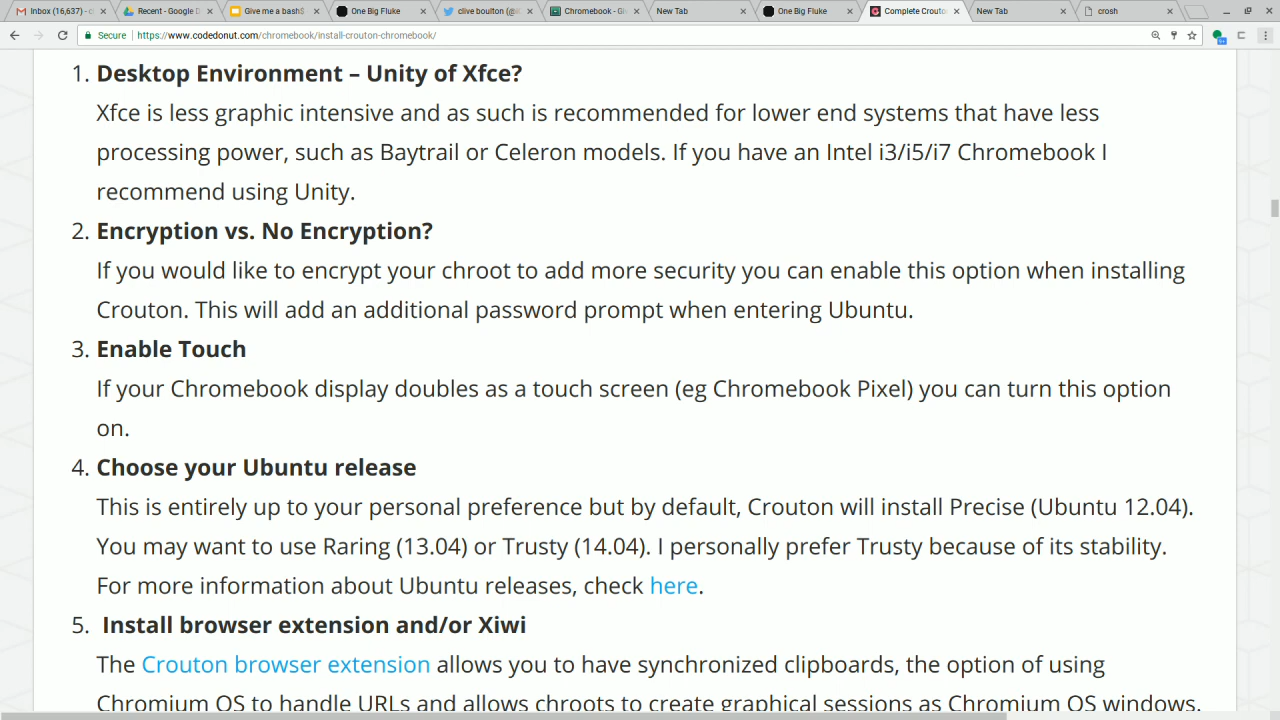 Inbox (16,637) - c
Recent - Google D
Give me a bashS
One Big Fluke
clive boulton (@
Chromebook - Gi
New Tab
One Big Fluke
Complete Crouto
New Tab
crosh
Secure https://www.codedonut.com/chromebook/install-crouton-chromebook/
1. Desktop Environment – Unity of Xfce?
Xfce is less graphic intensive and as such is recommended for lower end systems that have less
processing power, such as Baytrail or Celeron models. If you have an Intel i3/i5/i7 Chromebook I
recommend using Unity.
2. Encryption vs. No Encryption?
If you would like to encrypt your chroot to add more security you can enable this option when installing
Crouton. This will add an additional password prompt when entering Ubuntu.
3. Enable Touch
If your Chromebook display doubles as a touch screen (eg Chromebook Pixel) you can turn this option
on.
4. Choose your Ubuntu release
This is entirely up to your personal preference but by default, Crouton will install Precise (Ubuntu 12.04).
You may want to use Raring (13.04) or Trusty (14.04). I personally prefer Trusty because of its stability.
For more information about Ubuntu releases, check here.
5. Install browser extension and/or Xiwi
The Crouton browser extension allows you to have synchronized clipboards, the option of using
Chromium OS to handle URLs and allows chroots to create graphical sessions as Chromium OS windows.